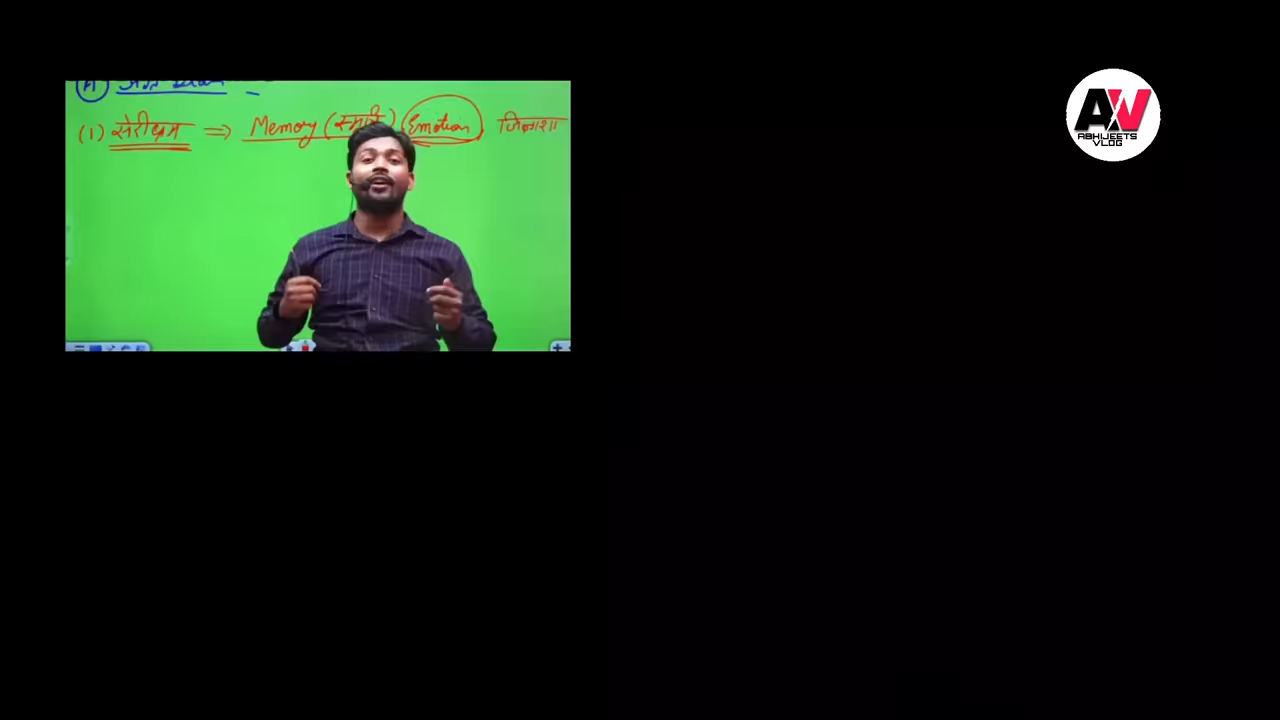 (1) सेरीब्रम ⇒ Memory (स्मृति) (Emotion) जिज्ञाशा
AW
ABHIJEETS
VLOG